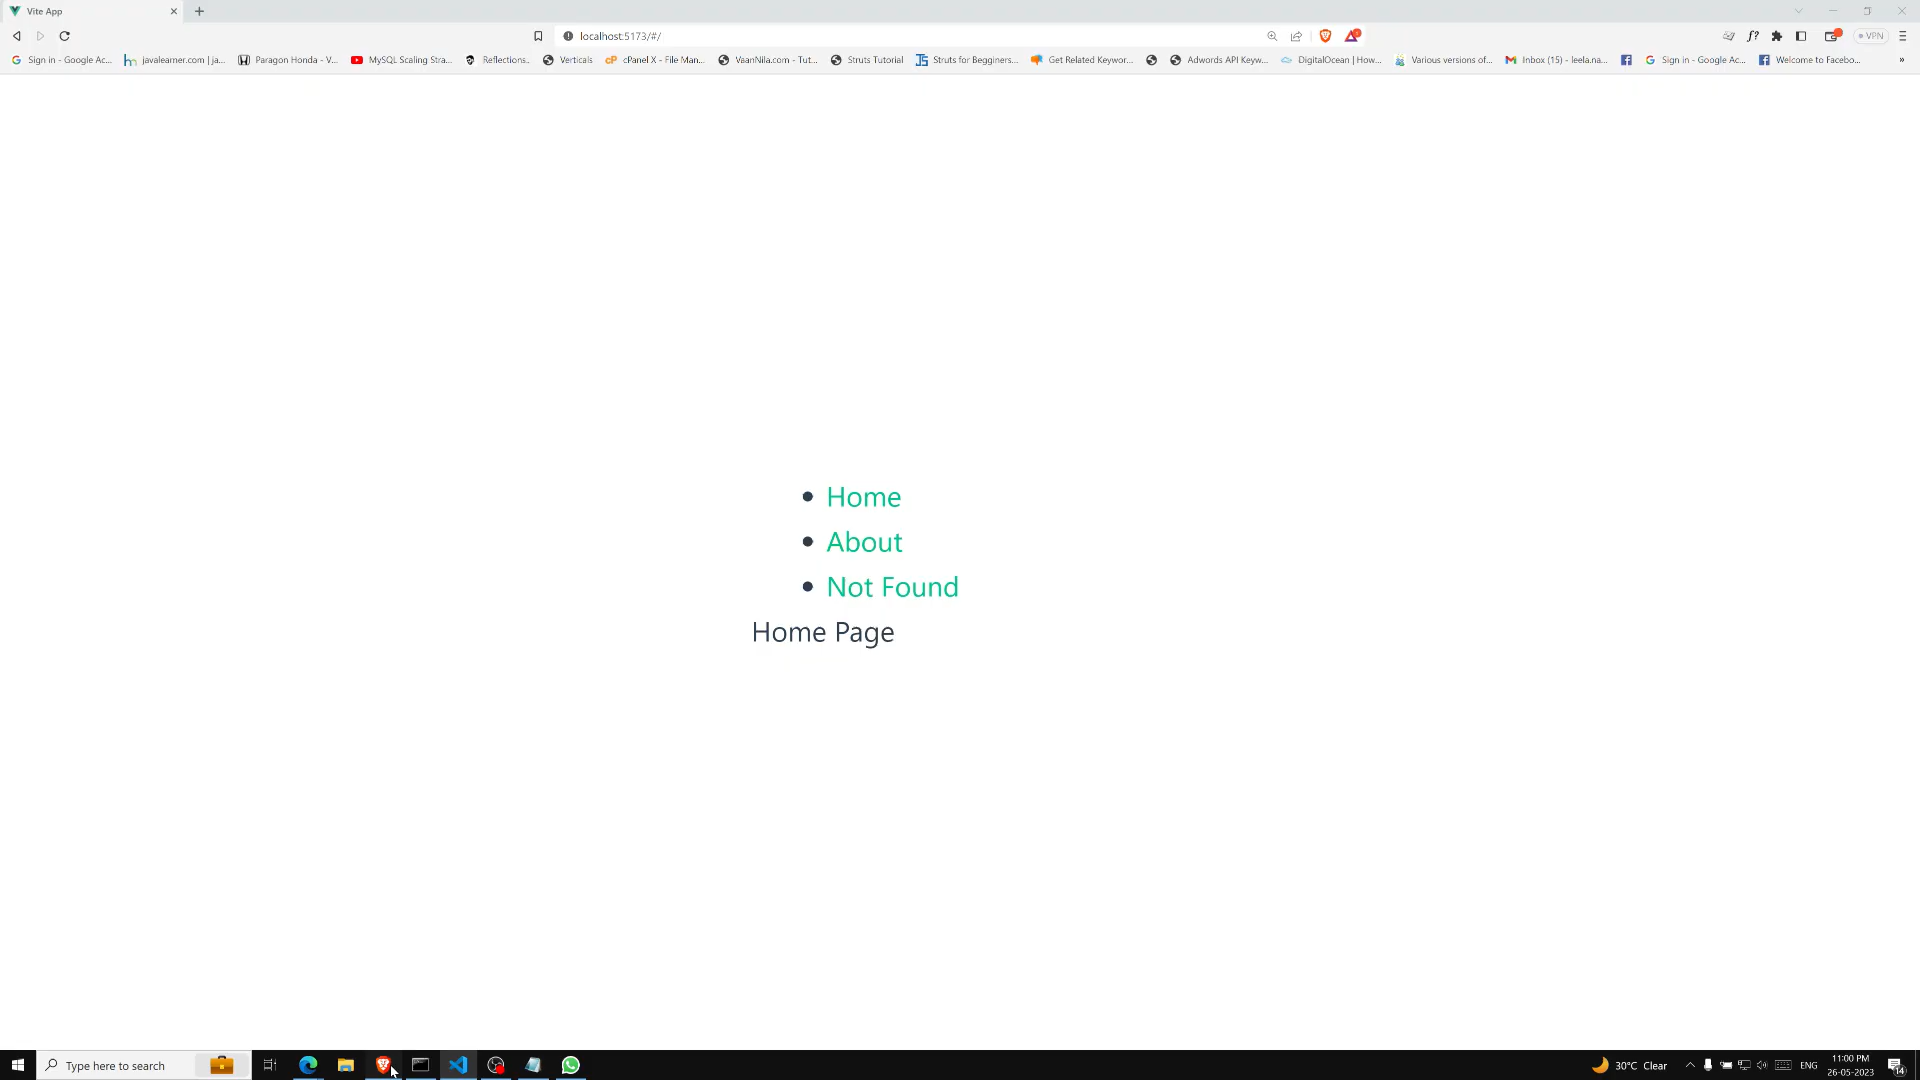 Vite App
localhost:5173/#/
VPN
Sign in - Google Ac...
javalearner.com | ja...
Paragon Honda - V...
MySQL Scaling Stra...
Reflections..
Verticals
cPanel X - File Man...
VaanNila.com - Tut...
Struts Tutorial
Struts for Begginers...
Get Related Keywor...
Adwords API Keyw...
DigitalOcean | How...
Various versions of...
Inbox (15) - leela.na...
Sign in - Google Ac...
Welcome to Facebo...
»
Home
About
Not Found
Home Page
Type here to search
30°C Clear
ENG
11:00 PM
26-05-2023
14